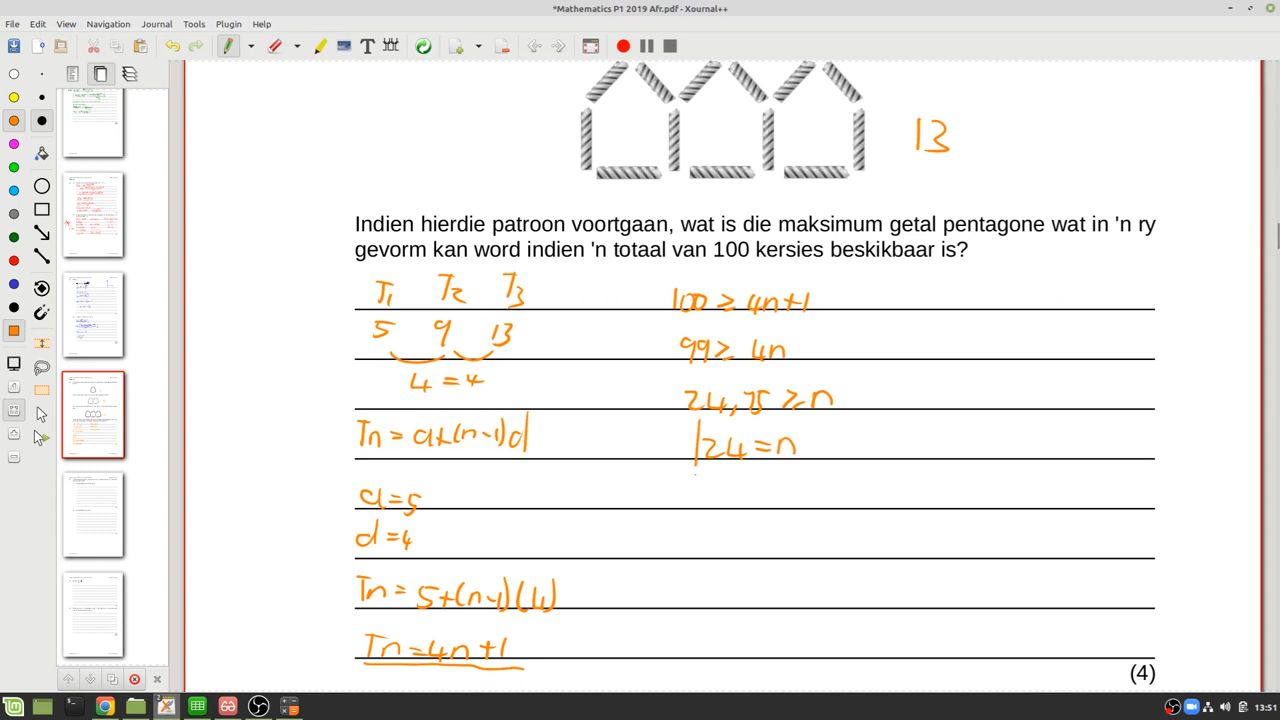 *Mathematics P1 2019 Afr.pdf - Xournal++
File Edit View Navigation Journal Tools Plugin Help
13
Indien hierdie patroon voortgaan, wat is die maksimum getal pentagone wat in 'n ry
gevorm kan word indien 'n totaal van 100 kersies beskikbaar is?
T1 T2 T3
5 9 13
4 = 4
Tn = a+(n-1)d
a=5
d=4
Tn = 5+(n-1)(4)
Tn=4n+1
100 ≥ 4n+1
99 ≥ 4n
24,75 ≥ n
24 = n
(4)
13:51